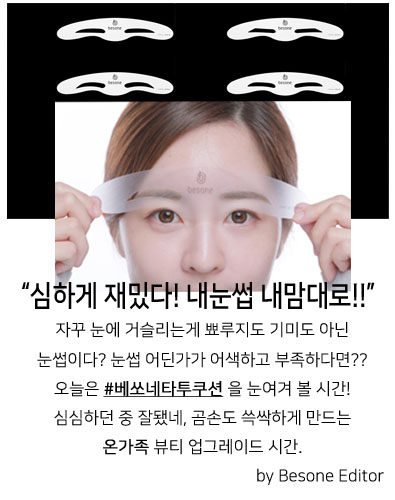 besone
besone
besone
besone
besone
“심하게 재밌다! 내눈썹 내맘대로!!”
자꾸 눈에 거슬리는게 뾰루지도 기미도 아닌
눈썹이다? 눈썹 어딘가가 어색하고 부족하다면??
오늘은 #베쏘네타투쿠션 을 눈여겨 볼 시간!
심심하던 중 잘됐네, 곰손도 쓱싹하게 만드는
온가족 뷰티 업그레이드 시간.
by Besone Editor